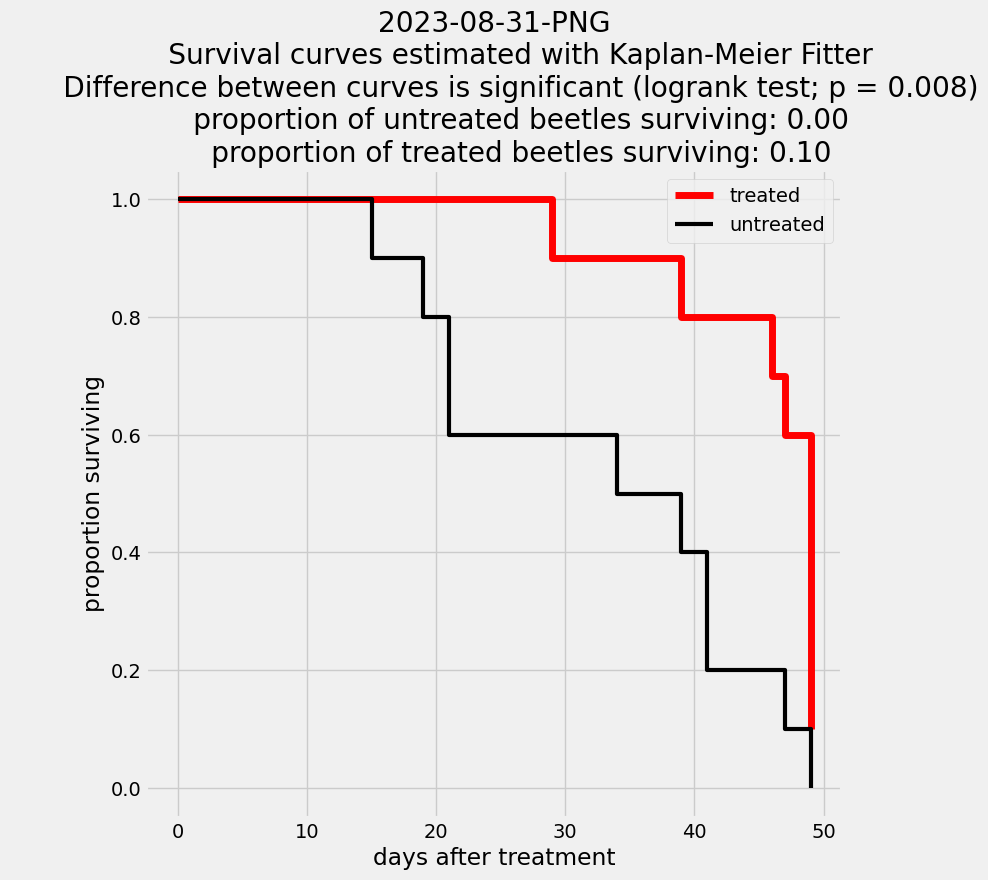 2023-08-31-PNG
Survival curves estimated with Kaplan-Meier Fitter
Difference between curves is significant (logrank test; p = 0.008)
proportion of untreated beetles surviving: 0.00
proportion of treated beetles surviving: 0.10
treated
untreated
1.0
0.8
0.6
0.4
0.2
0.0
proportion surviving
0 10 20 30 40 50
days after treatment